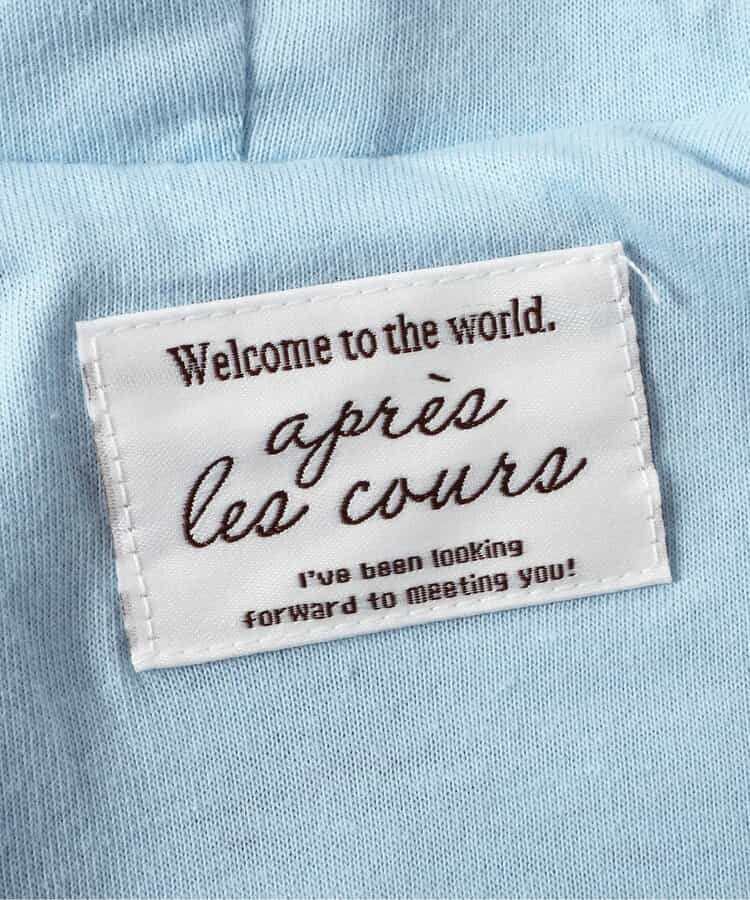 Welcome to the world.
après
les cours
I've been looking
forward to meeting you!